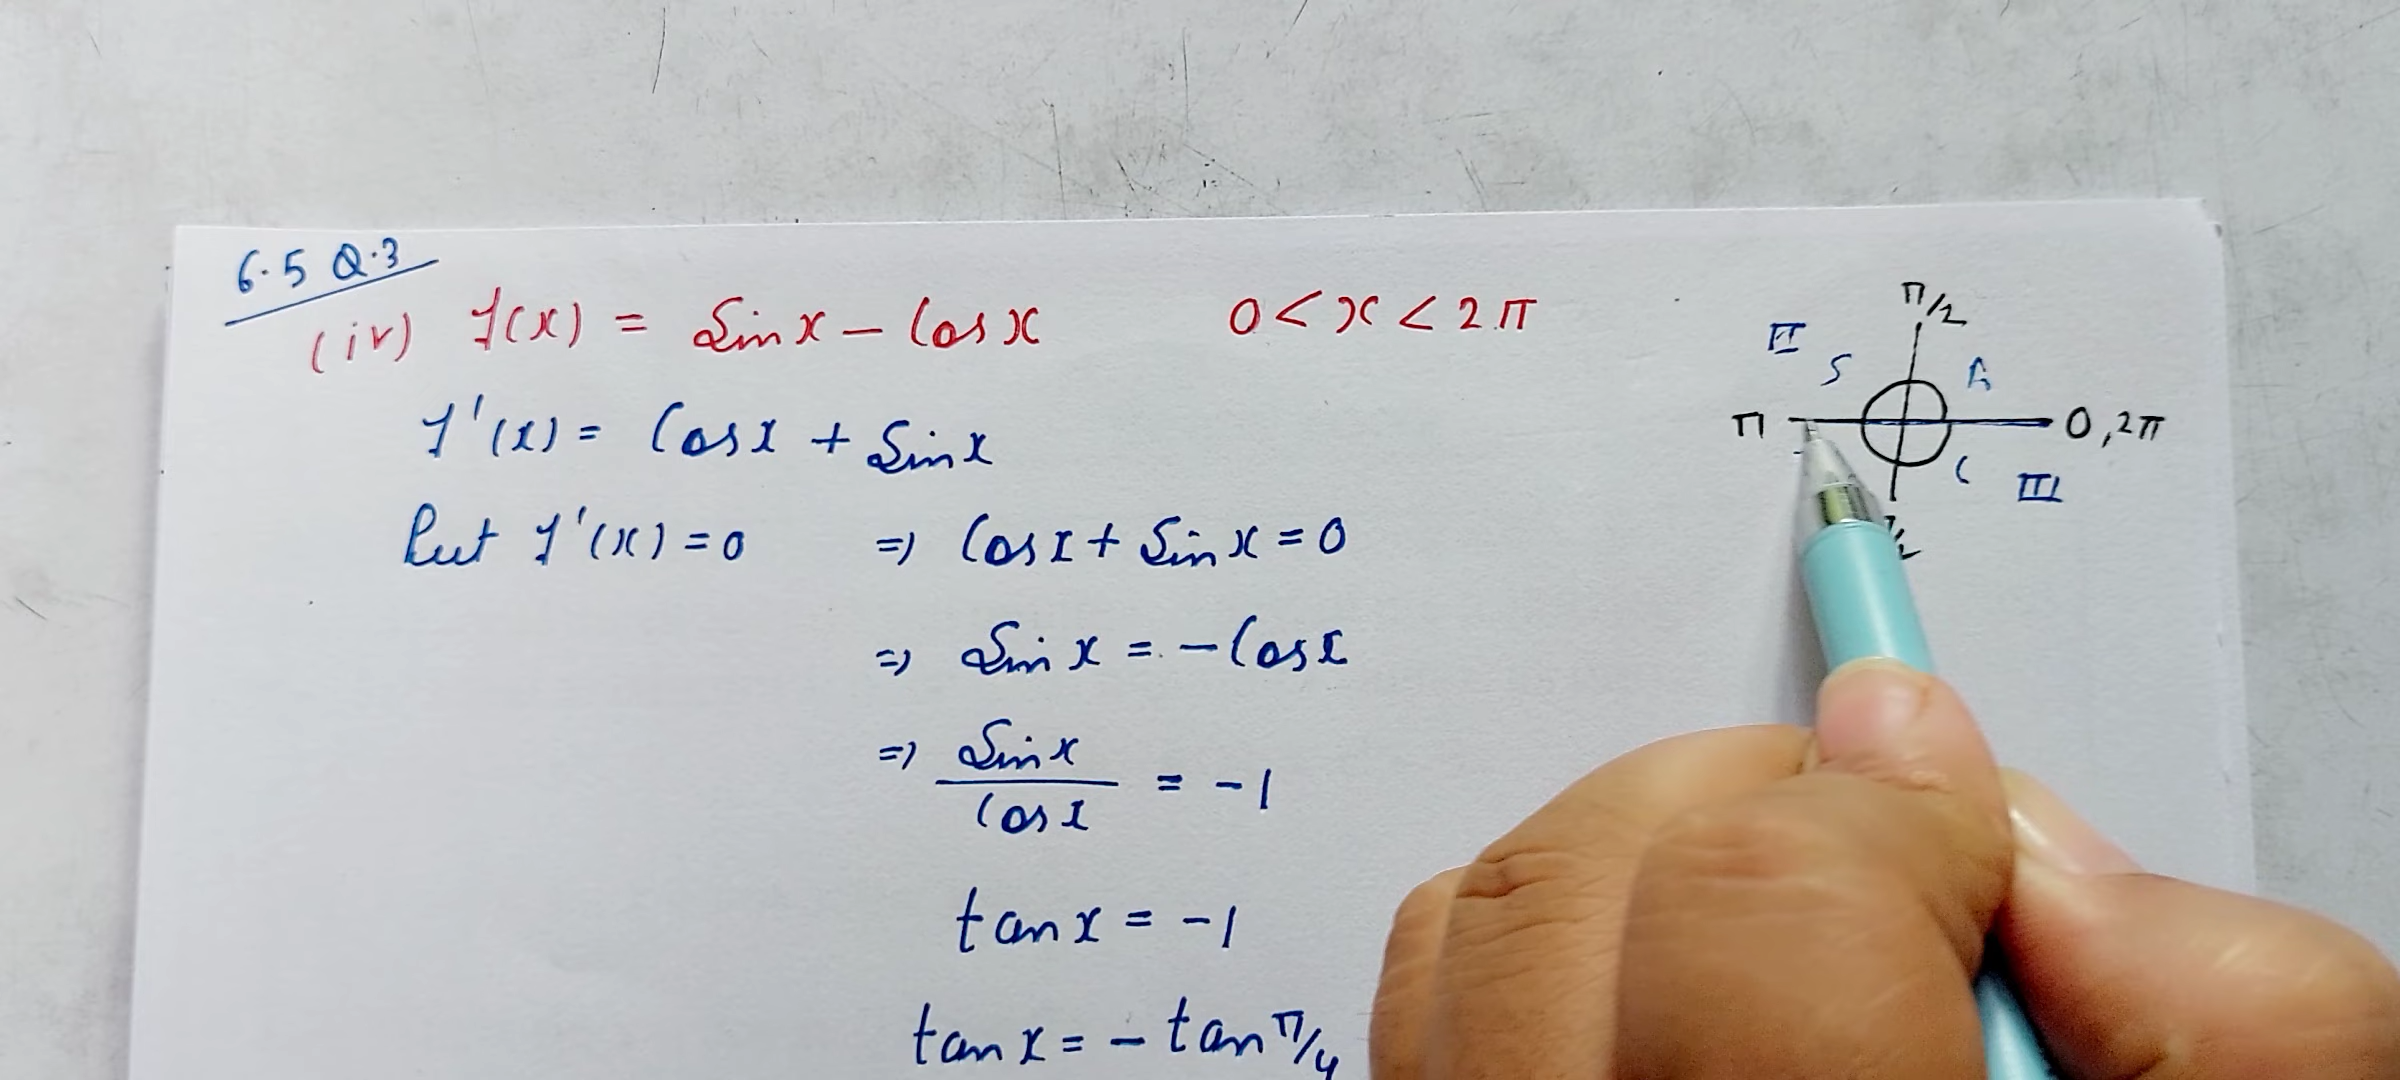 6.5 Q.3
(iv) f(x) = Sin x − Cos x 0 < x < 2π
f'(x) = Cos x + Sin x
Put f'(x) = 0 ⇒ Cos x + Sin x = 0
⇒ Sin x = − Cos x
⇒ Sin x / Cos x = −1
tan x = −1
tan x = − tan π/4
π/2
II S A
π 0, 2π
C III